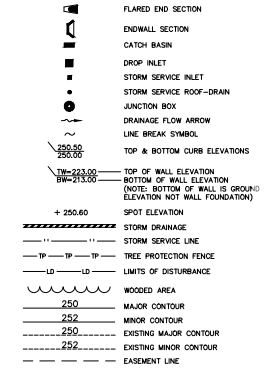 FLARED END SECTION
ENDWALL SECTION
CATCH BASIN
DROP INLET
STORM SERVICE INLET
STORM SERVICE ROOF-DRAIN
JUNCTION BOX
DRAINAGE FLOW ARROW
LINE BREAK SYMBOL
250.50
250.00
TOP & BOTTOM CURB ELEVATIONS
TW=223.00
BW=213.00
TOP OF WALL ELEVATION
BOTTOM OF WALL ELEVATION
(NOTE: BOTTOM OF WALL IS GROUND
ELEVATION NOT WALL FOUNDATION)
+ 250.60 SPOT ELEVATION
STORM DRAINAGE
STORM SERVICE LINE
TP TP TREE PROTECTION FENCE
LD LD LIMITS OF DISTURBANCE
WOODED AREA
250 MAJOR CONTOUR
252 MINOR CONTOUR
250 EXISTING MAJOR CONTOUR
252 EXISTING MINOR CONTOUR
EASEMENT LINE